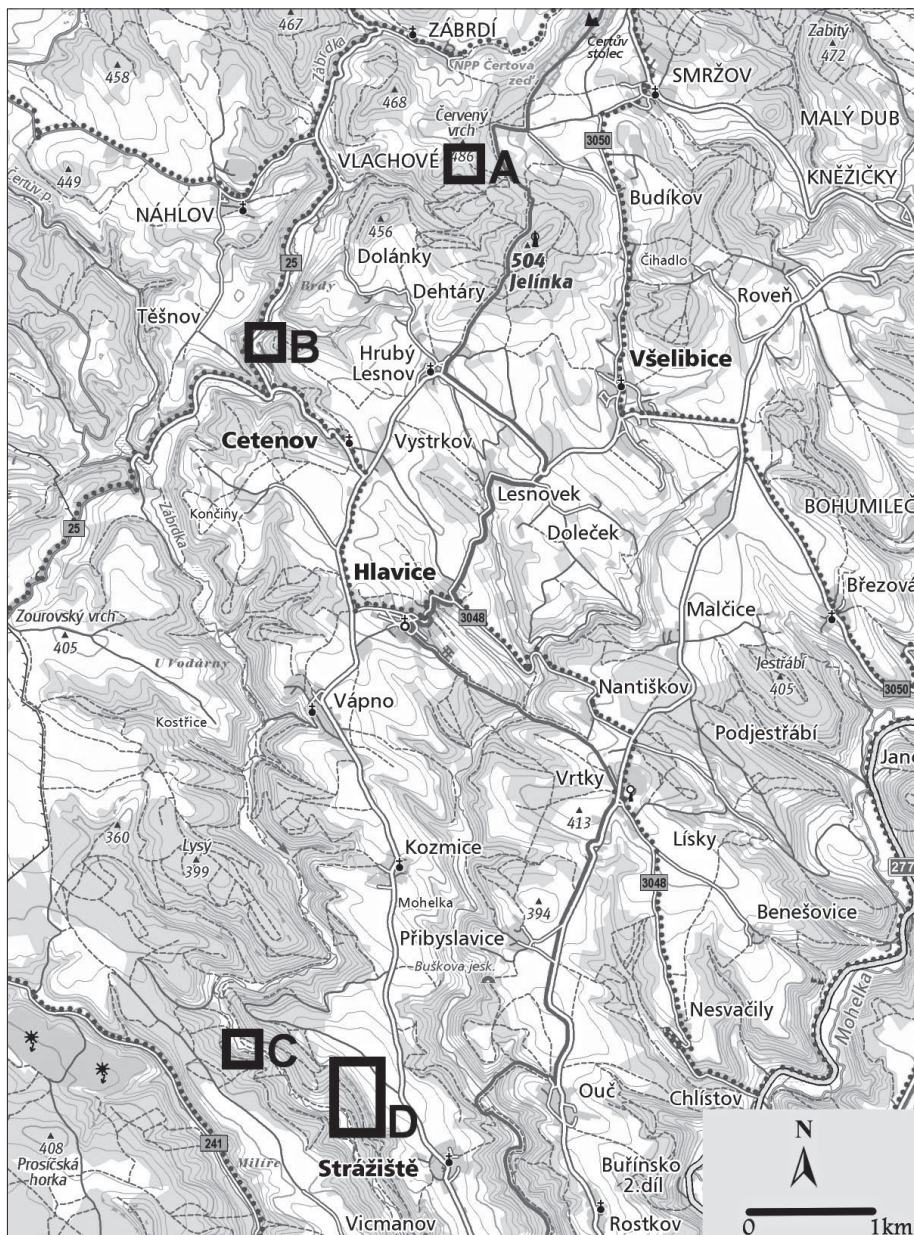 467
ZÁBRDÍ
Čertův
stolec
Zabitý
472
458
Zábrdka
NPP Čertova
zeď
SMRŽOV
468
Červený
vrch
MALÝ DUB
3050
449
VLACHOVÉ
486
A
Čertův P.
KNĚŽIČKY
NÁHLOV
Budíkov
456
Dolánky
504
Jelínka
Čihadlo
25
Brdy
Dehtáry
Roveň
Těšnov
B
Hrubý
Lesnov
Všelibice
Cetenov
Vystrkov
Lesnovek
Končiny
Zábrdka
BOHUMILEC
25
Doleček
Hlavice
Březová
Zourovský vrch
405
3048
Malčice
U Vodárny
Jestřábí
405
Nantiškov
3050
Vápno
Kostřice
Podjestřábí
Jano
Vrtky
413
360
Lysý
399
Kozmice
Lísky
277
3048
Mohelka
394
Benešovice
Přibyslavice
Buškova jesk.
Nesvačily
Mohelka
C
Ouč
Chlístov
D
241
408
Prosíčská
horka
Milíře
Strážiště
Buřínsko
2.díl
Vicmanov
Rostkov
N
0
1km